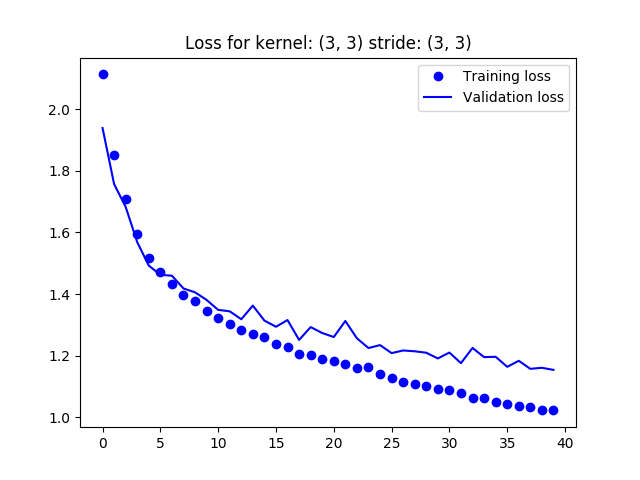 Loss for kernel: (3, 3) stride: (3, 3)
Training loss
Validation loss
2.0
1.8
1.6
1.4
1.2
1.0
0 5 10 15 20 25 30 35 40